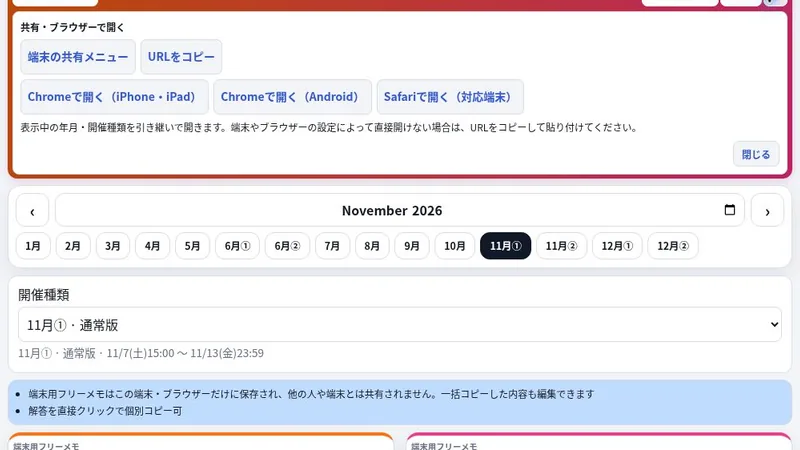 共有・ブラウザーで開く
端末の共有メニュー
URLをコピー
Chromeで開く（iPhone・iPad）
Chromeで開く（Android）
Safariで開く（対応端末）
表示中の年月・開催種類を引き継いで開きます。端末やブラウザーの設定によって直接開けない場合は、URLをコピーして貼り付けてください。
閉じる
‹
November 2026
›
1月
2月
3月
4月
5月
6月①
6月②
7月
8月
9月
10月
11月①
11月②
12月①
12月②
開催種類
11月①・通常版
11月①・通常版・11/7(土)15:00 〜 11/13(金)23:59
端末用フリーメモはこの端末・ブラウザーだけに保存され、他の人や端末とは共有されません。一括コピーした内容も編集できます
解答を直接クリックで個別コピー可
端末用フリーメモ
端末用フリーメモ